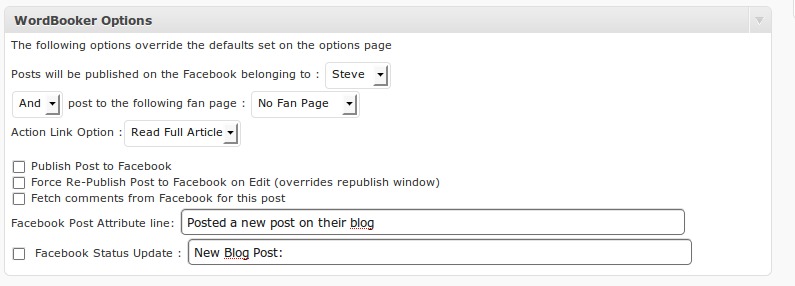 WordBooker Options
The following options override the defaults set on the options page
Posts will be published on the Facebook belonging to : Steve
And post to the following fan page : No Fan Page
Action Link Option : Read Full Article
Publish Post to Facebook
Force Re-Publish Post to Facebook on Edit (overrides republish window)
Fetch comments from Facebook for this post
Facebook Post Attribute line: Posted a new post on their blog
Facebook Status Update : New Blog Post: